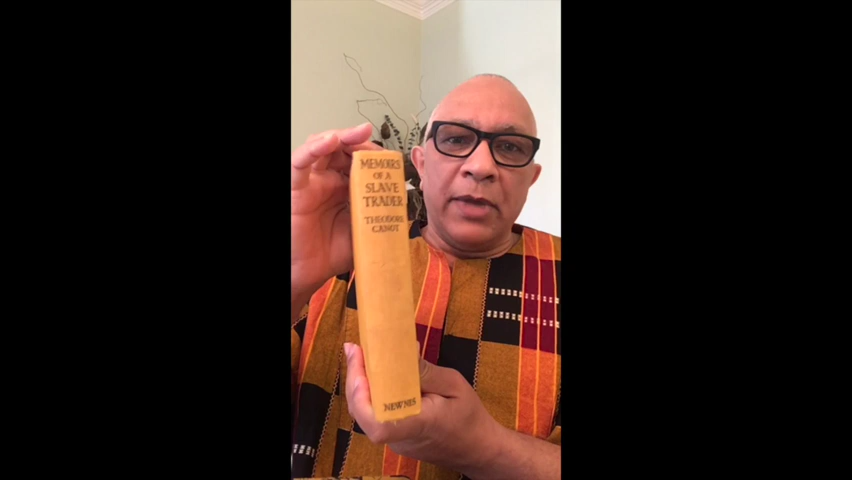 MEMOIRS
OF A
SLAVE
TRADER
THEODORE
CANOT
NEWNES